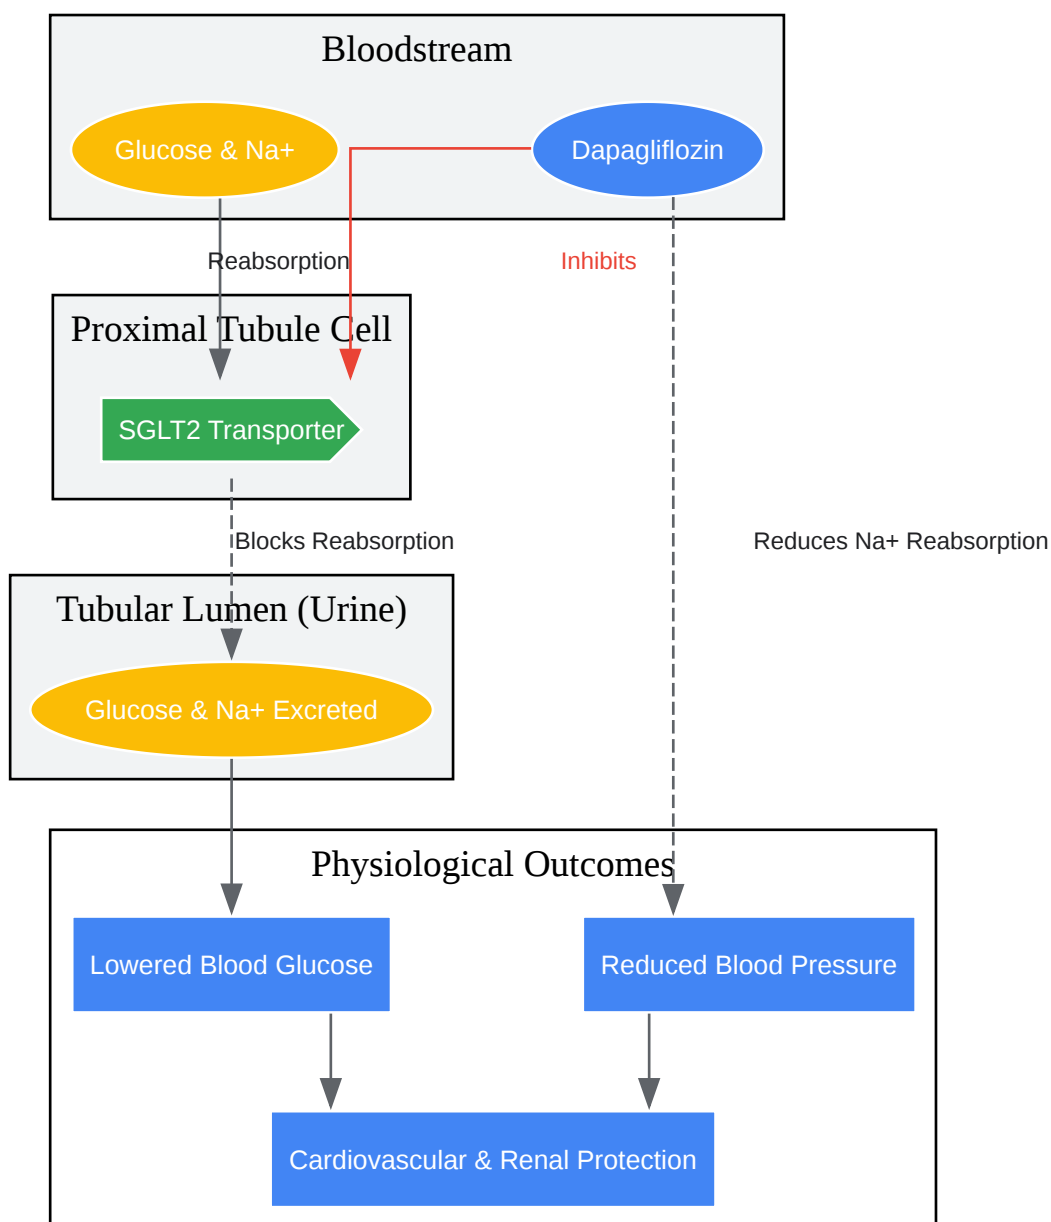 Bloodstream
Glucose & Na+
Dapagliflozin
Reabsorption
Inhibits
Proximal Tubule Cell
SGLT2 Transporter
Blocks Reabsorption
Reduces Na+ Reabsorption
Tubular Lumen (Urine)
Glucose & Na+ Excreted
Physiological Outcomes
Lowered Blood Glucose
Reduced Blood Pressure
Cardiovascular & Renal Protection